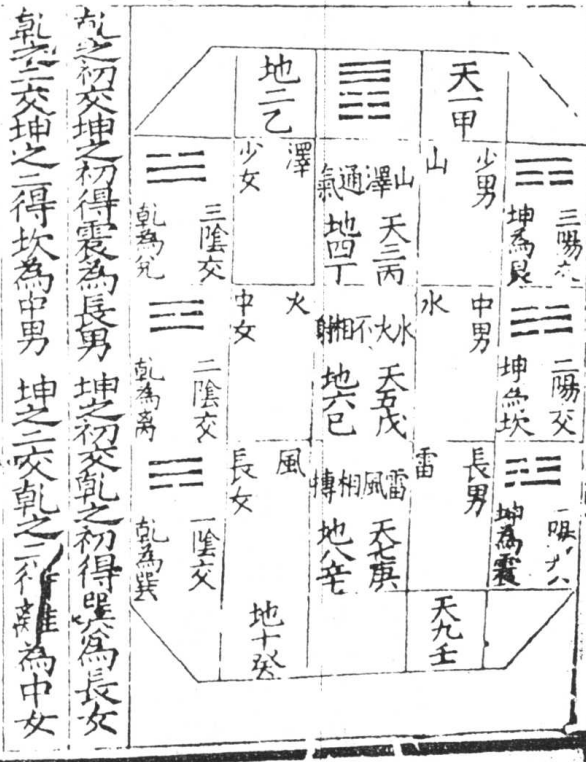 天一甲
地二乙
三陽交
坤為艮
少男
山
山澤通氣
天三丙
地四丁
澤
少女
三陰交
乾為兌
二陽交
坤為坎
中男
水
水火不相射
天五戊
地六己
火
中女
二陰交
乾為离
坤為震
長男
雷
雷風相薄
天七庚
地八辛
風
長女
一陰交
乾為巽
天九壬
地十癸
乾之初交坤之初得震為長男 坤之初交乾之初得巽為長女
乾之二交坤之二得坎為中男 坤之二交乾之二得離為中女